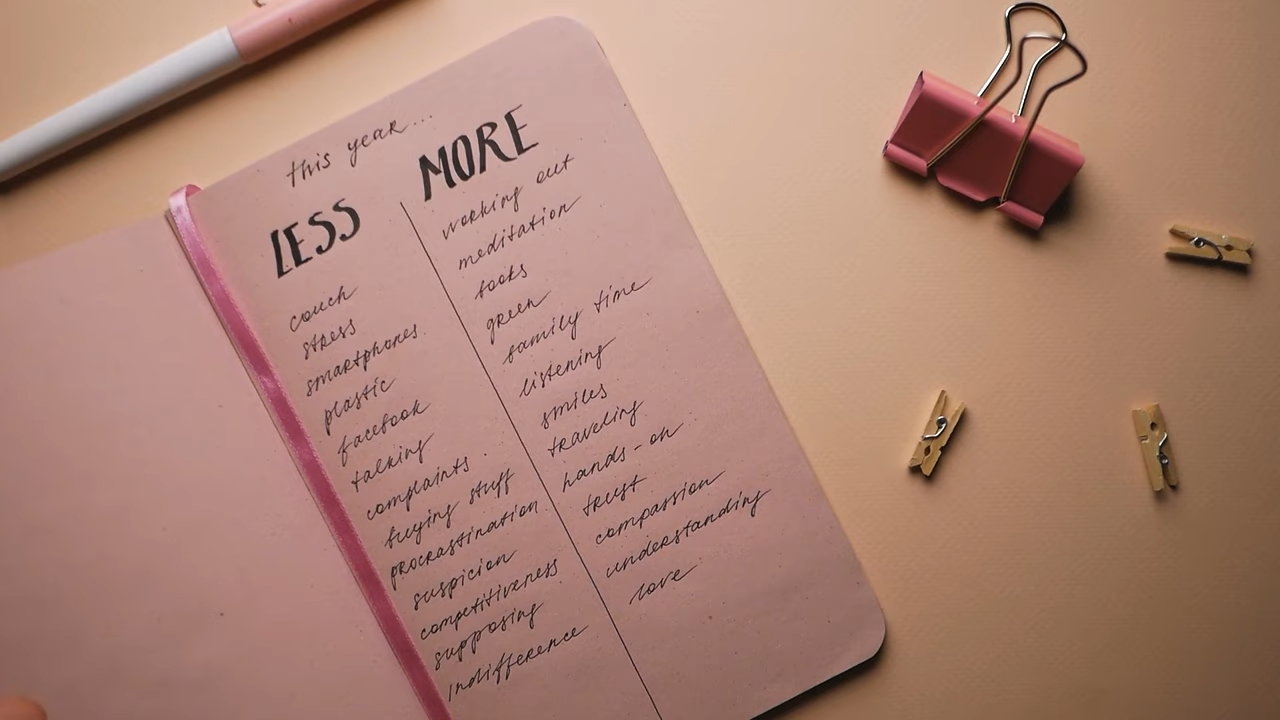 this year...
LESS
couch
stress
smartphones
plastic
facebook
talking
complaints
buying stuff
procrastination
suspicion
competitiveness
supposing
indifference
MORE
working out
meditation
books
green
family time
listening
smiles
traveling
hands-on
trust
compassion
understanding
love